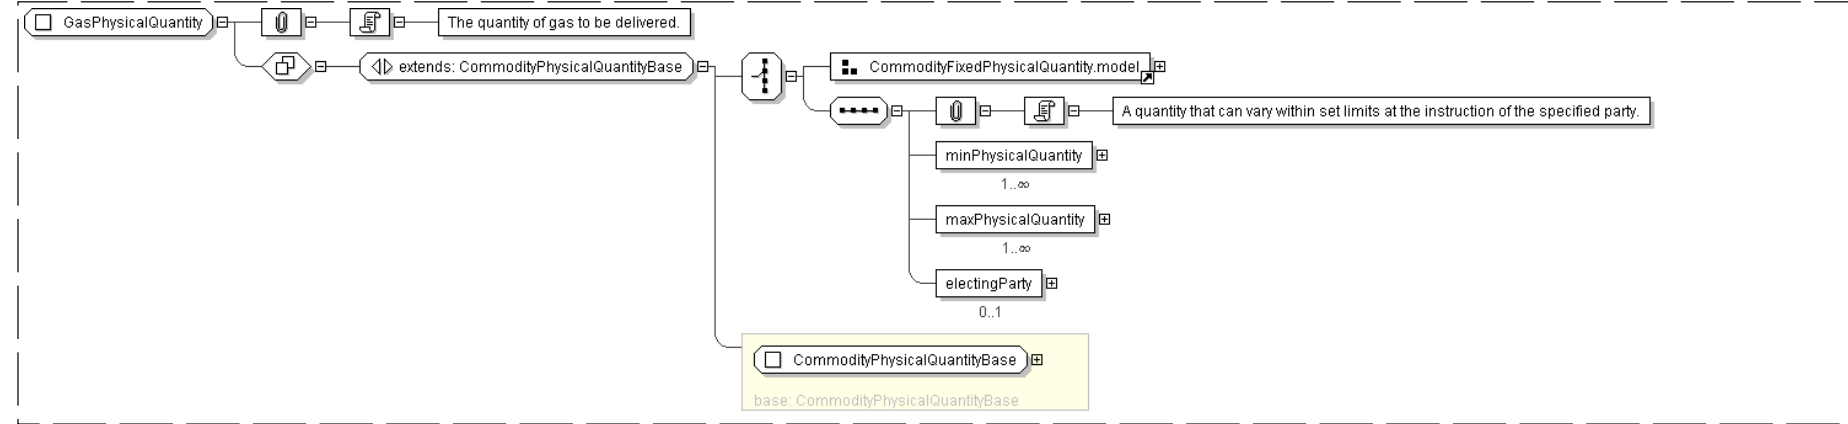 GasPhysicalQuantity
The quantity of gas to be delivered.
extends: CommodityPhysicalQuantityBase
CommodityFixedPhysicalQuantity.model
A quantity that can vary within set limits at the instruction of the specified party.
minPhysicalQuantity
1..∞
maxPhysicalQuantity
1..∞
electingParty
0..1
CommodityPhysicalQuantityBase
base: CommodityPhysicalQuantityBase